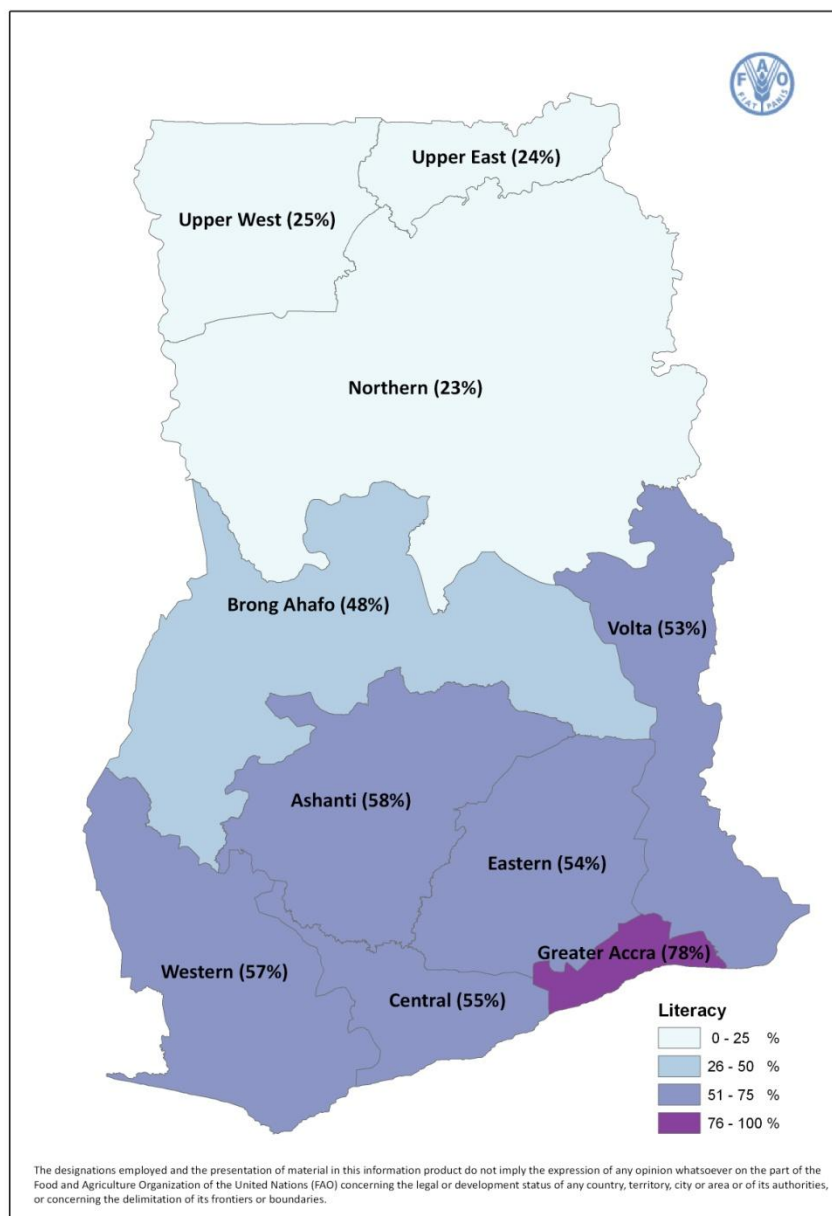 F A O
FIAT PANIS
Upper East (24%)
Upper West (25%)
Northern (23%)
Brong Ahafo (48%)
Volta (53%)
Ashanti (58%)
Eastern (54%)
Greater Accra (78%)
Western (57%)
Central (55%)
Literacy
0 - 25 %
26 - 50 %
51 - 75 %
76 - 100 %
The designations employed and the presentation of material in this information product do not imply the expression of any opinion whatsoever on the part of the
Food and Agriculture Organization of the United Nations (FAO) concerning the legal or development status of any country, territory, city or area or of its authorities,
or concerning the delimitation of its frontiers or boundaries.